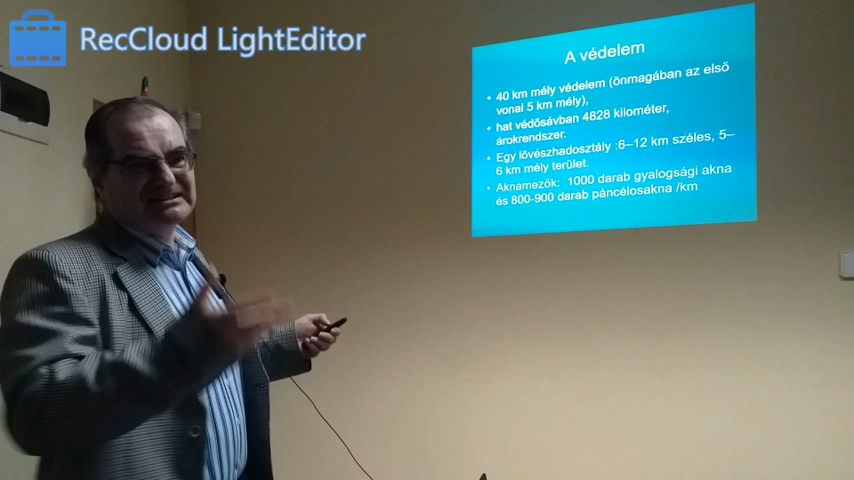 RecCloud LightEditor
A védelem
• 40 km mély védelem (önmagában az első
vonal 5 km mély),
• hat védősávban 4828 kilométer,
árokrendszer.
• Egy lövészhadosztály :6–12 km széles, 5–
6 km mély terület.
• Aknamezők: 1000 darab gyalogsági akna
és 800-900 darab páncélosakna /km